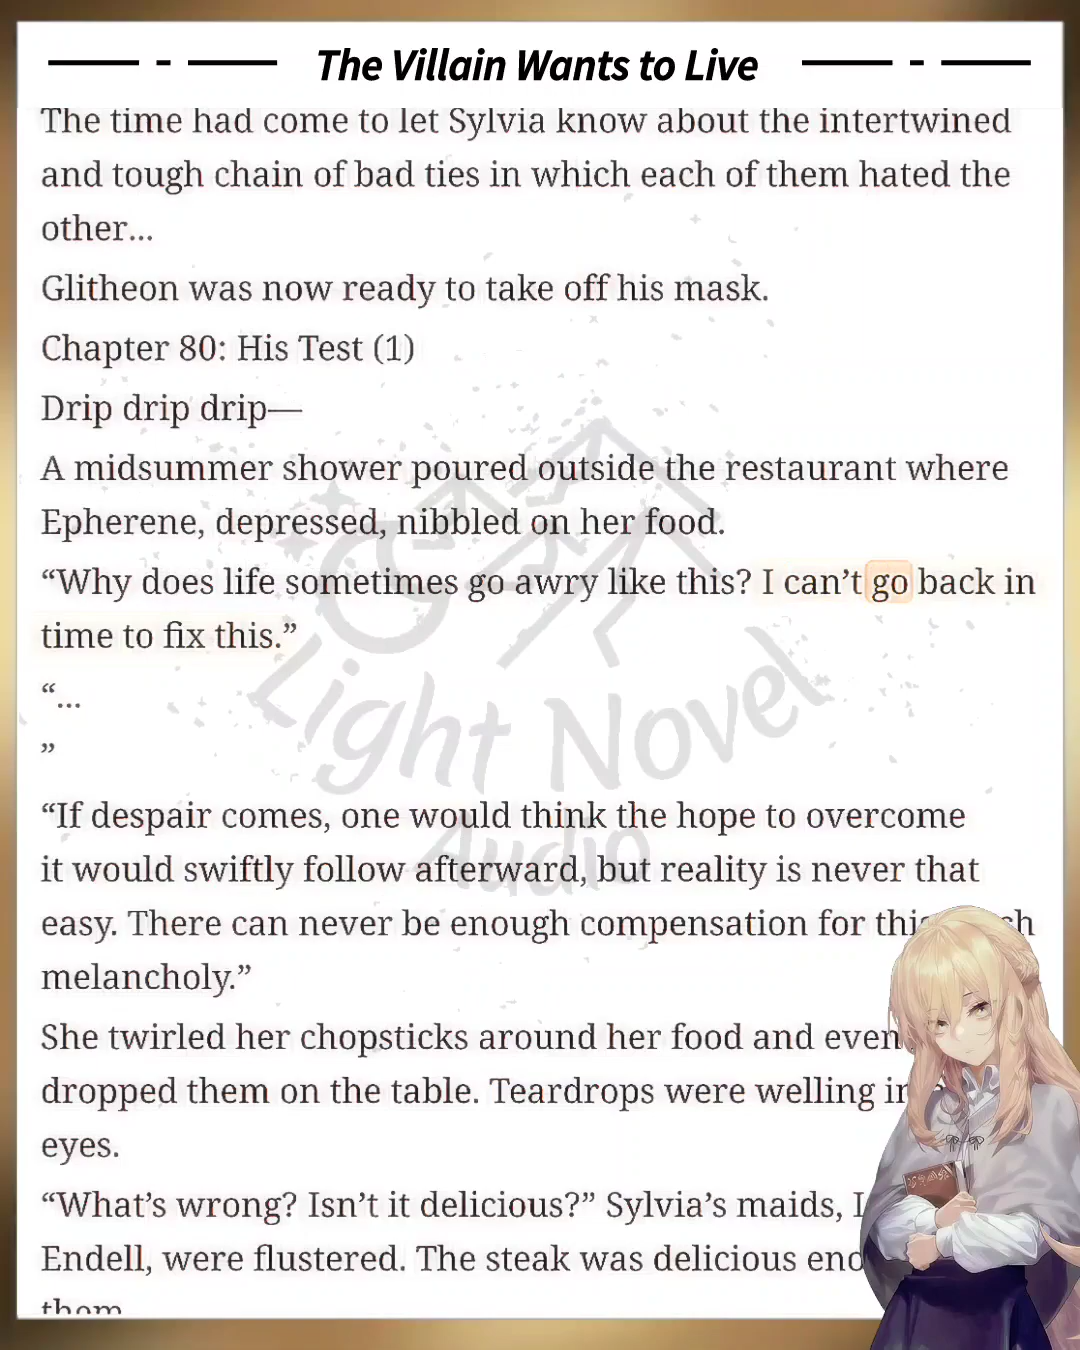 The Villain Wants to Live
The time had come to let Sylvia know about the intertwined
and tough chain of bad ties in which each of them hated the
other...
Glitheon was now ready to take off his mask.
Chapter 80: His Test (1)
Drip drip drip—
A midsummer shower poured outside the restaurant where
Epherene, depressed, nibbled on her food.
“Why does life sometimes go awry like this? I can’t go back in
time to fix this.”
“...
”
Light Novel
Audio
“If despair comes, one would think the hope to overcome
it would swiftly follow afterward, but reality is never that
easy. There can never be enough compensation for
melancholy.”
She twirled her chopsticks around her food and
dropped them on the table. Teardrops were welling
eyes.
“What’s wrong? Isn’t it delicious?” Sylvia’s maids,
Endell, were flustered. The steak was delicious
them